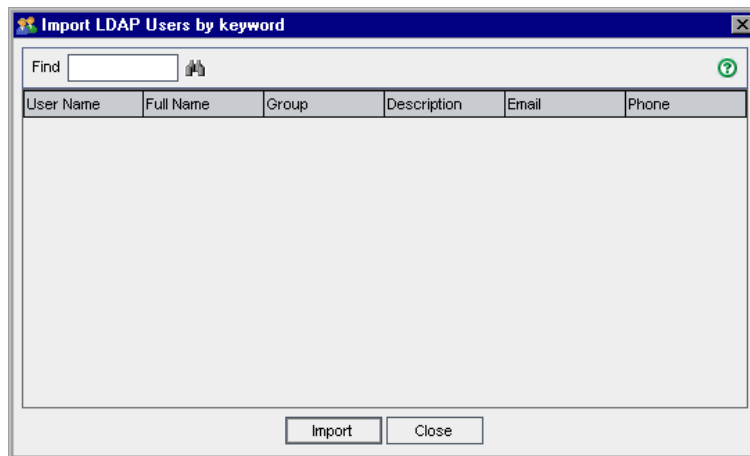 Import LDAP Users by keyword
Find
User Name Full Name Group Description Email Phone
Import Close